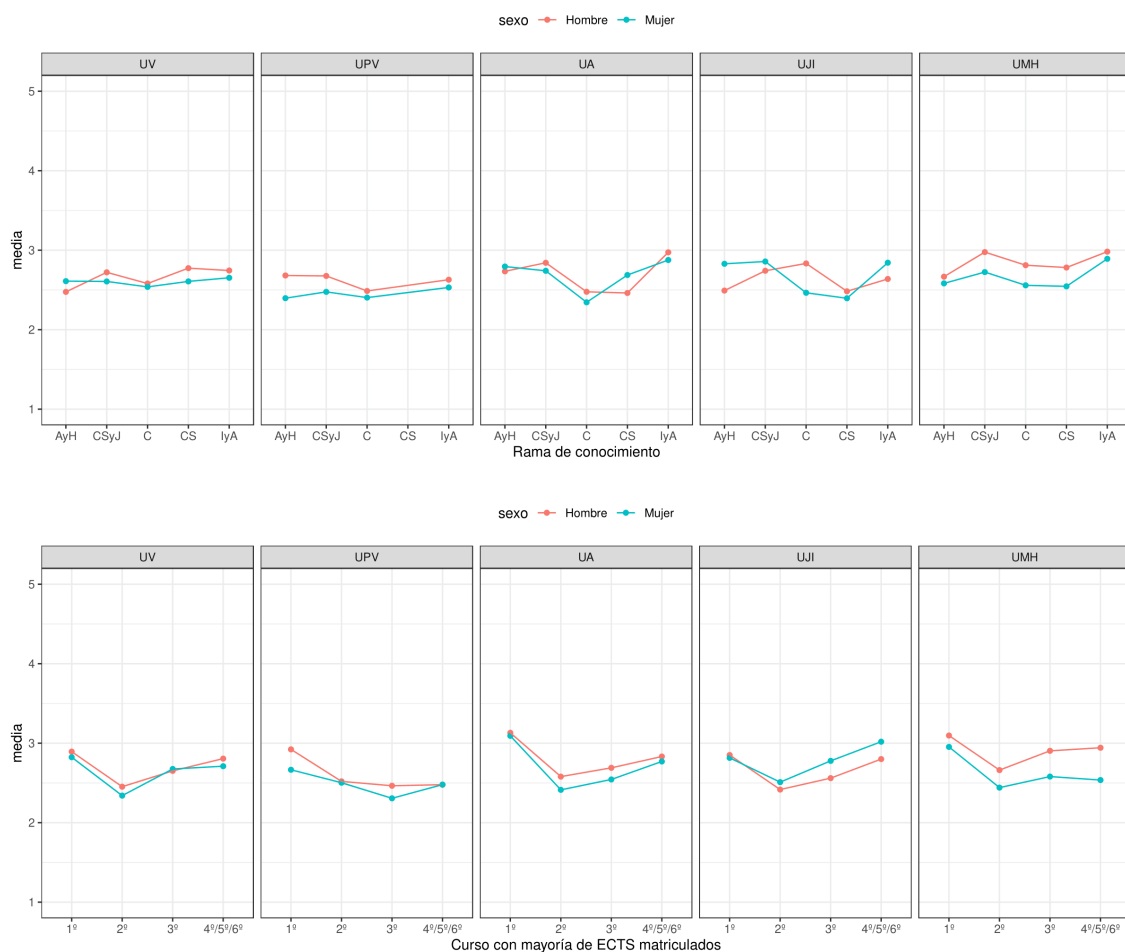 sexo Hombre Mujer
UV UPV UA UJI UMH
5
4
3
2
1
media
AyH CSyJ C CS IyA AyH CSyJ C CS IyA AyH CSyJ C CS IyA AyH CSyJ C CS IyA AyH CSyJ C CS IyA
Rama de conocimiento
sexo Hombre Mujer
UV UPV UA UJI UMH
5
4
3
2
1
media
1º 2º 3º 4º/5º/6º 1º 2º 3º 4º/5º/6º 1º 2º 3º 4º/5º/6º 1º 2º 3º 4º/5º/6º 1º 2º 3º 4º/5º/6º
Curso con mayoría de ECTS matriculados